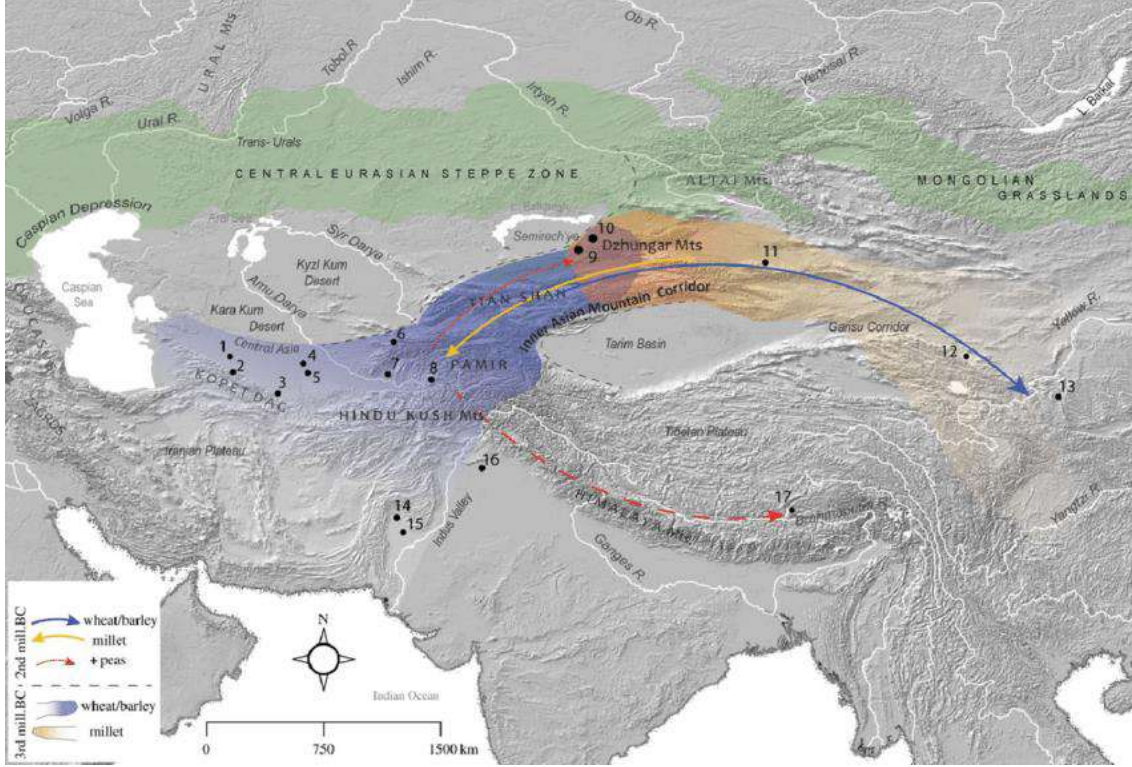 URAL Mts
Tobol R
Ishim R.
Ob R.
Yenesai R.
L. Baikal
Volga R.
Ural R.
Irtysh R.
Trans- Urals
CENTRAL EURASIAN STEPPE ZONE
ALTAI Mts.
MONGOLIAN
GRASSLANDS
Caspian Depression
Aral Sea
Syr Darya
Semirech'ye
10
Dzhungar Mts
9
11
Kyzl Kum
Desert
Caspian
Sea
Amu Darya
TIAN SHAN
Inner Asian Mountain Corridor
Kara Kum
Desert
Gansu Corridor
Yellow R.
Tarim Basin
Central Asia
1
2
3
4
5
6
7
8
PAMIR
12
13
KOPET DAG
HINDU KUSH Mts.
ZAGROS
Iranian Plateau
Tibetan Plateau
16
17
HIMALAYA Mts.
Yangtzi R.
14
15
Indus Valley
Ganges R.
2nd mill.BC
wheat/barley
millet
+ peas
3rd mill.BC
wheat/barley
millet
N
Indian Ocean
0 750 1500 km